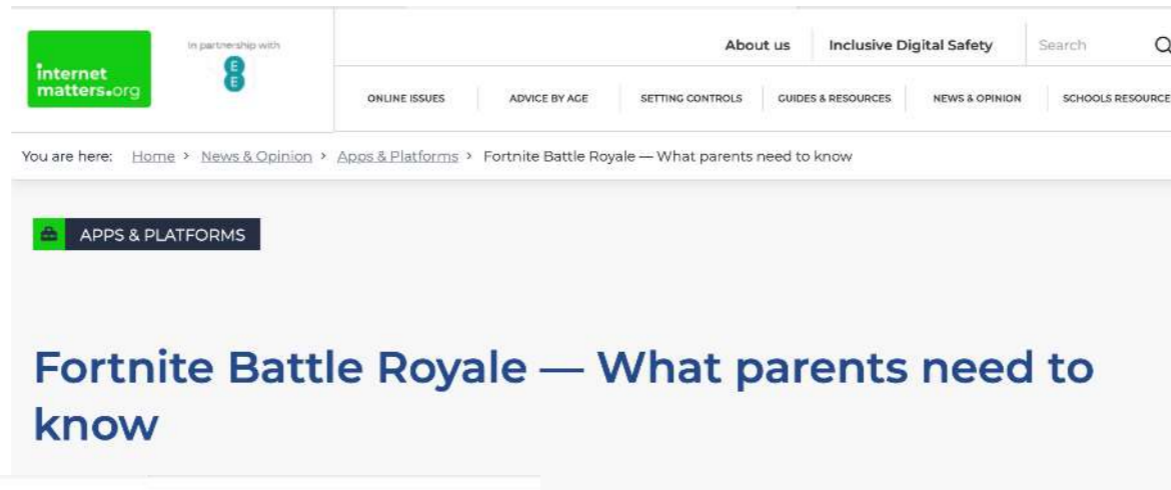 internet
matters.org
In partnership with
EE
About us
Inclusive Digital Safety
Search
ONLINE ISSUES
ADVICE BY AGE
SETTING CONTROLS
GUIDES & RESOURCES
NEWS & OPINION
SCHOOLS RESOURCE
You are here: Home > News & Opinion > Apps & Platforms > Fortnite Battle Royale — What parents need to know
APPS & PLATFORMS
Fortnite Battle Royale — What parents need to
know